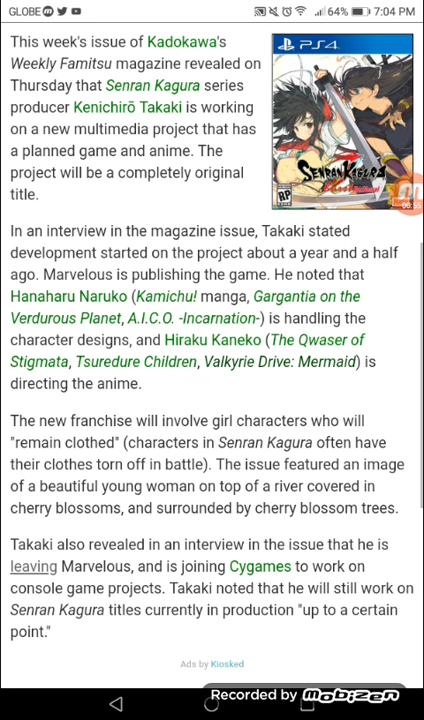 GLOBE 64% 7:04 PM
This week's issue of Kadokawa's
Weekly Famitsu magazine revealed on
Thursday that Senran Kagura series
producer Kenichirō Takaki is working
on a new multimedia project that has
a planned game and anime. The
project will be a completely original
title.
PS4
SENRAN KAGURA
RP
In an interview in the magazine issue, Takaki stated
development started on the project about a year and a half
ago. Marvelous is publishing the game. He noted that
Hanaharu Naruko (Kamichu! manga, Gargantia on the
Verdurous Planet, A.I.C.O. -Incarnation-) is handling the
character designs, and Hiraku Kaneko (The Qwaser of
Stigmata, Tsuredure Children, Valkyrie Drive: Mermaid) is
directing the anime.
The new franchise will involve girl characters who will
"remain clothed" (characters in Senran Kagura often have
their clothes torn off in battle). The issue featured an image
of a beautiful young woman on top of a river covered in
cherry blossoms, and surrounded by cherry blossom trees.
Takaki also revealed in an interview in the issue that he is
leaving Marvelous, and is joining Cygames to work on
console game projects. Takaki noted that he will still work on
Senran Kagura titles currently in production "up to a certain
point."
Ads by Kiosked
Recorded by mobizen